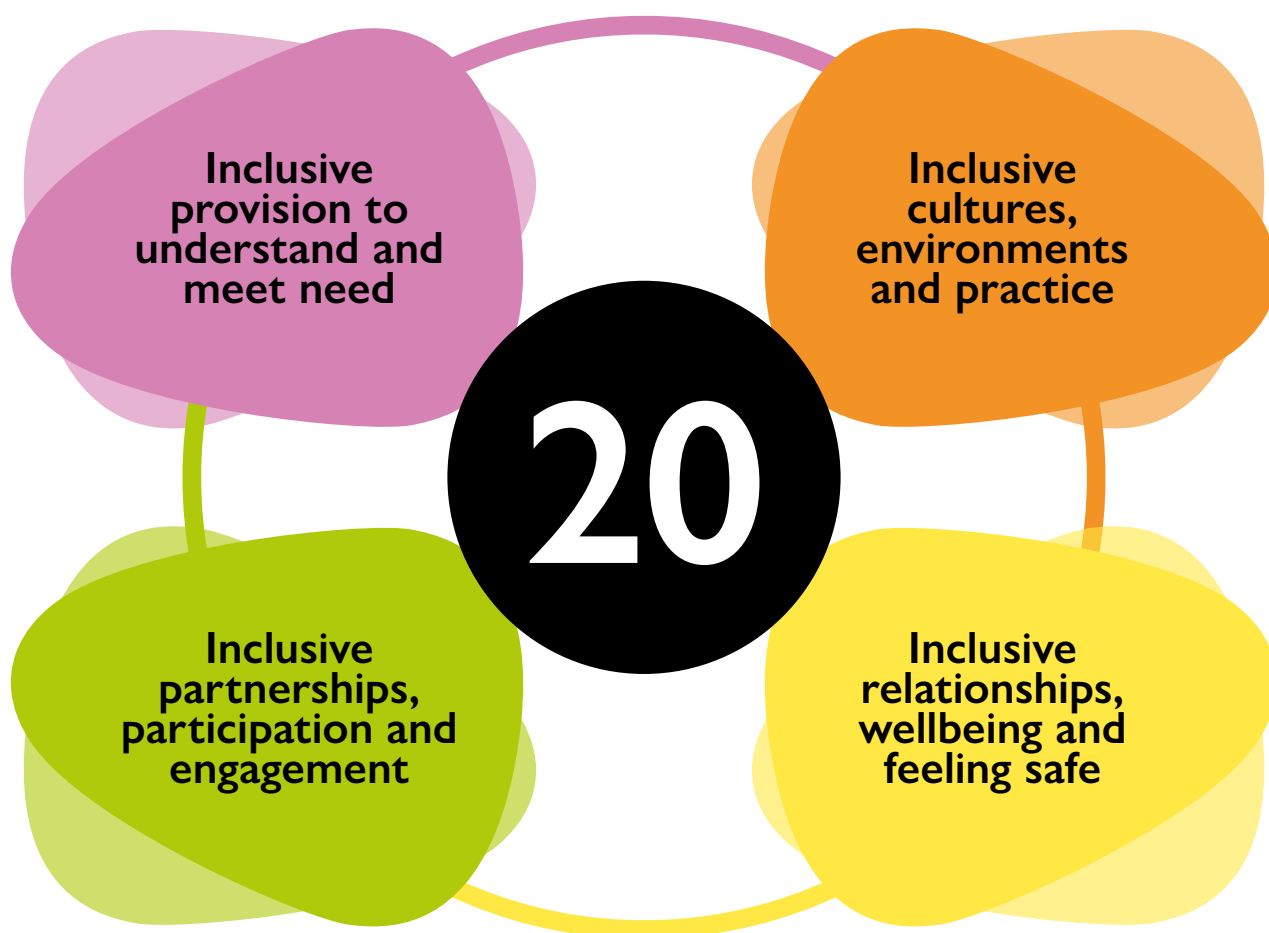 Inclusive
provision to
understand and
meet need
Inclusive
cultures,
environments
and practice
20
Inclusive
partnerships,
participation and
engagement
Inclusive
relationships,
wellbeing and
feeling safe